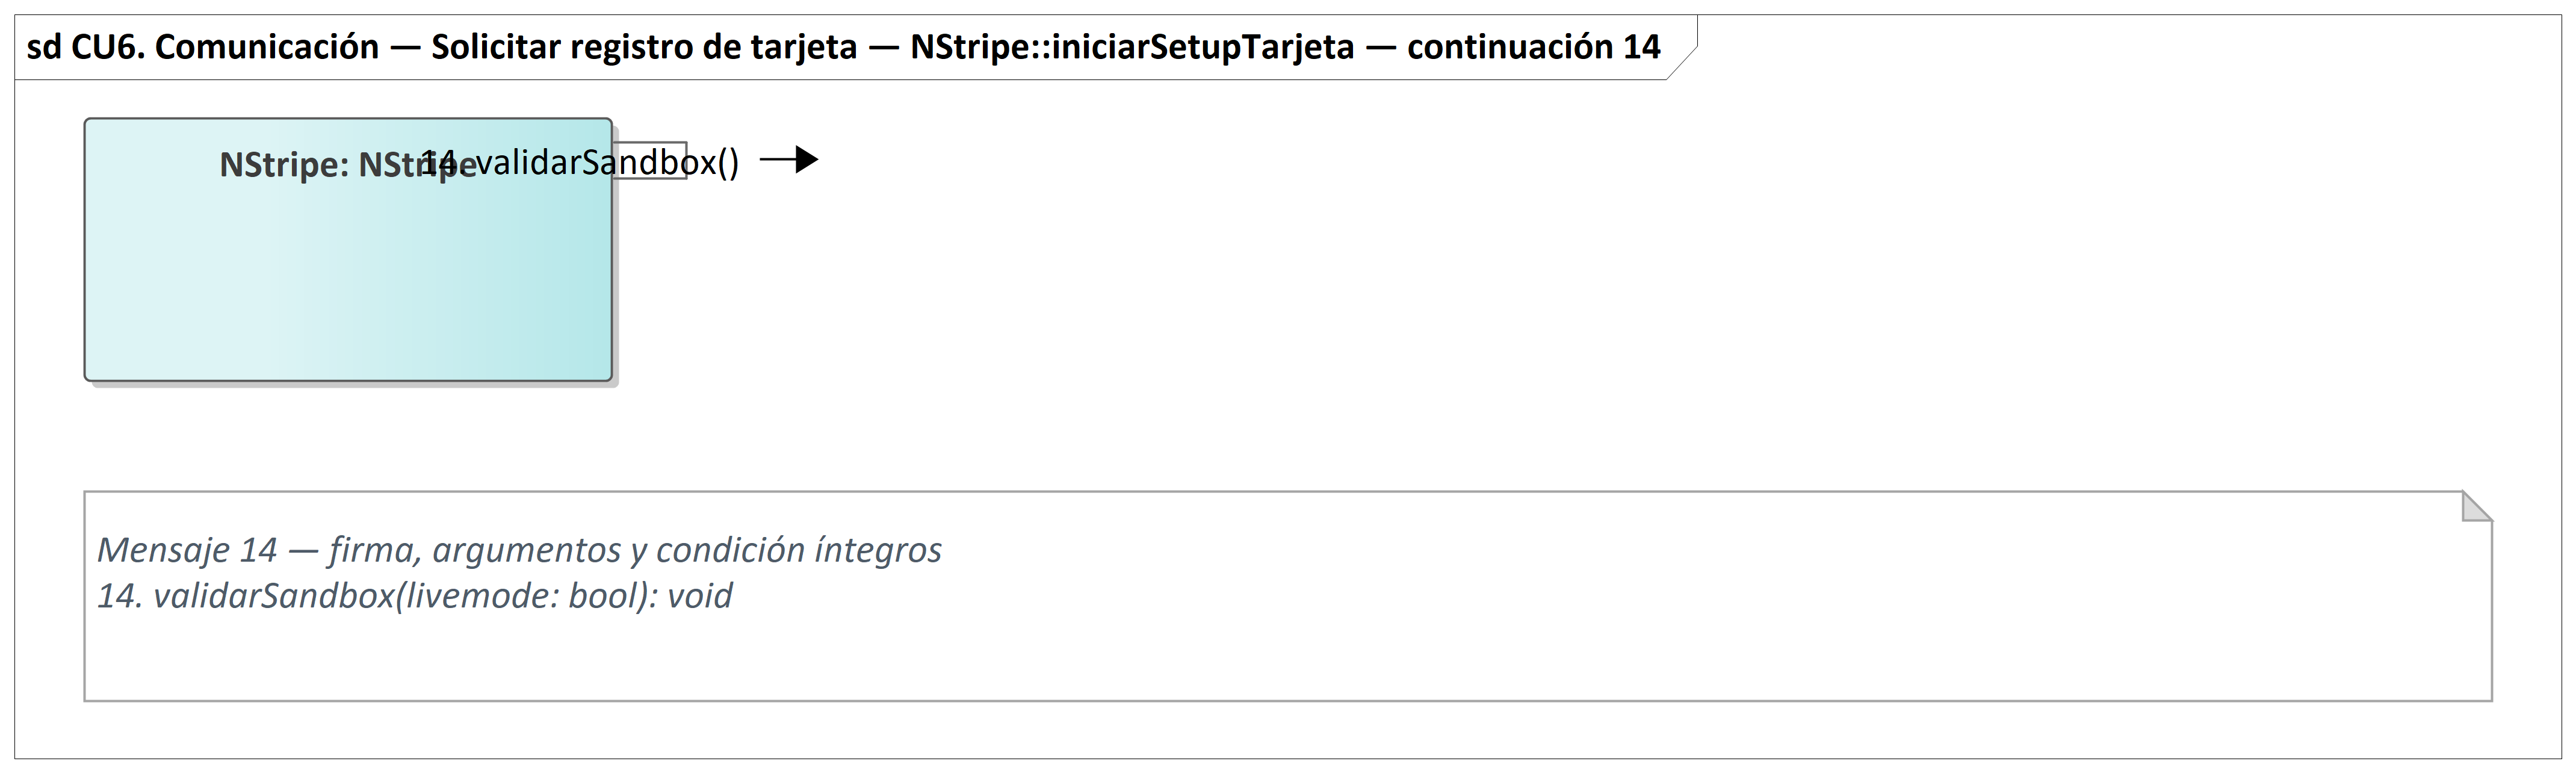 sd CU6. Comunicación — Solicitar registro de tarjeta — NStripe::iniciarSetupTarjeta — continuación 14
NStripe: NStripe
14. validarSandbox()
Mensaje 14 — firma, argumentos y condición íntegros
14. validarSandbox(livemode: bool): void